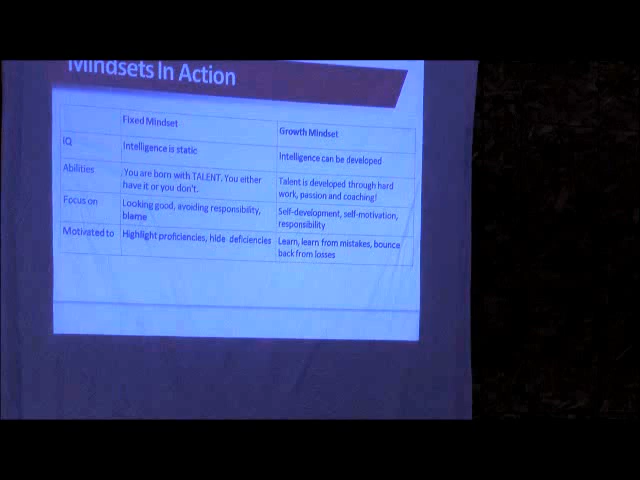 Mindsets In Action
Fixed Mindset
Growth Mindset
IQ
Intelligence is static
Intelligence can be developed
Abilities
You are born with TALENT. You either
have it or you don't.
Talent is developed through hard
work, passion and coaching!
Focus on
Looking good, avoiding responsibility,
blame
Self-development, self-motivation,
responsibility
Motivated to
Highlight proficiencies, hide deficiencies
Learn, learn from mistakes, bounce
back from losses